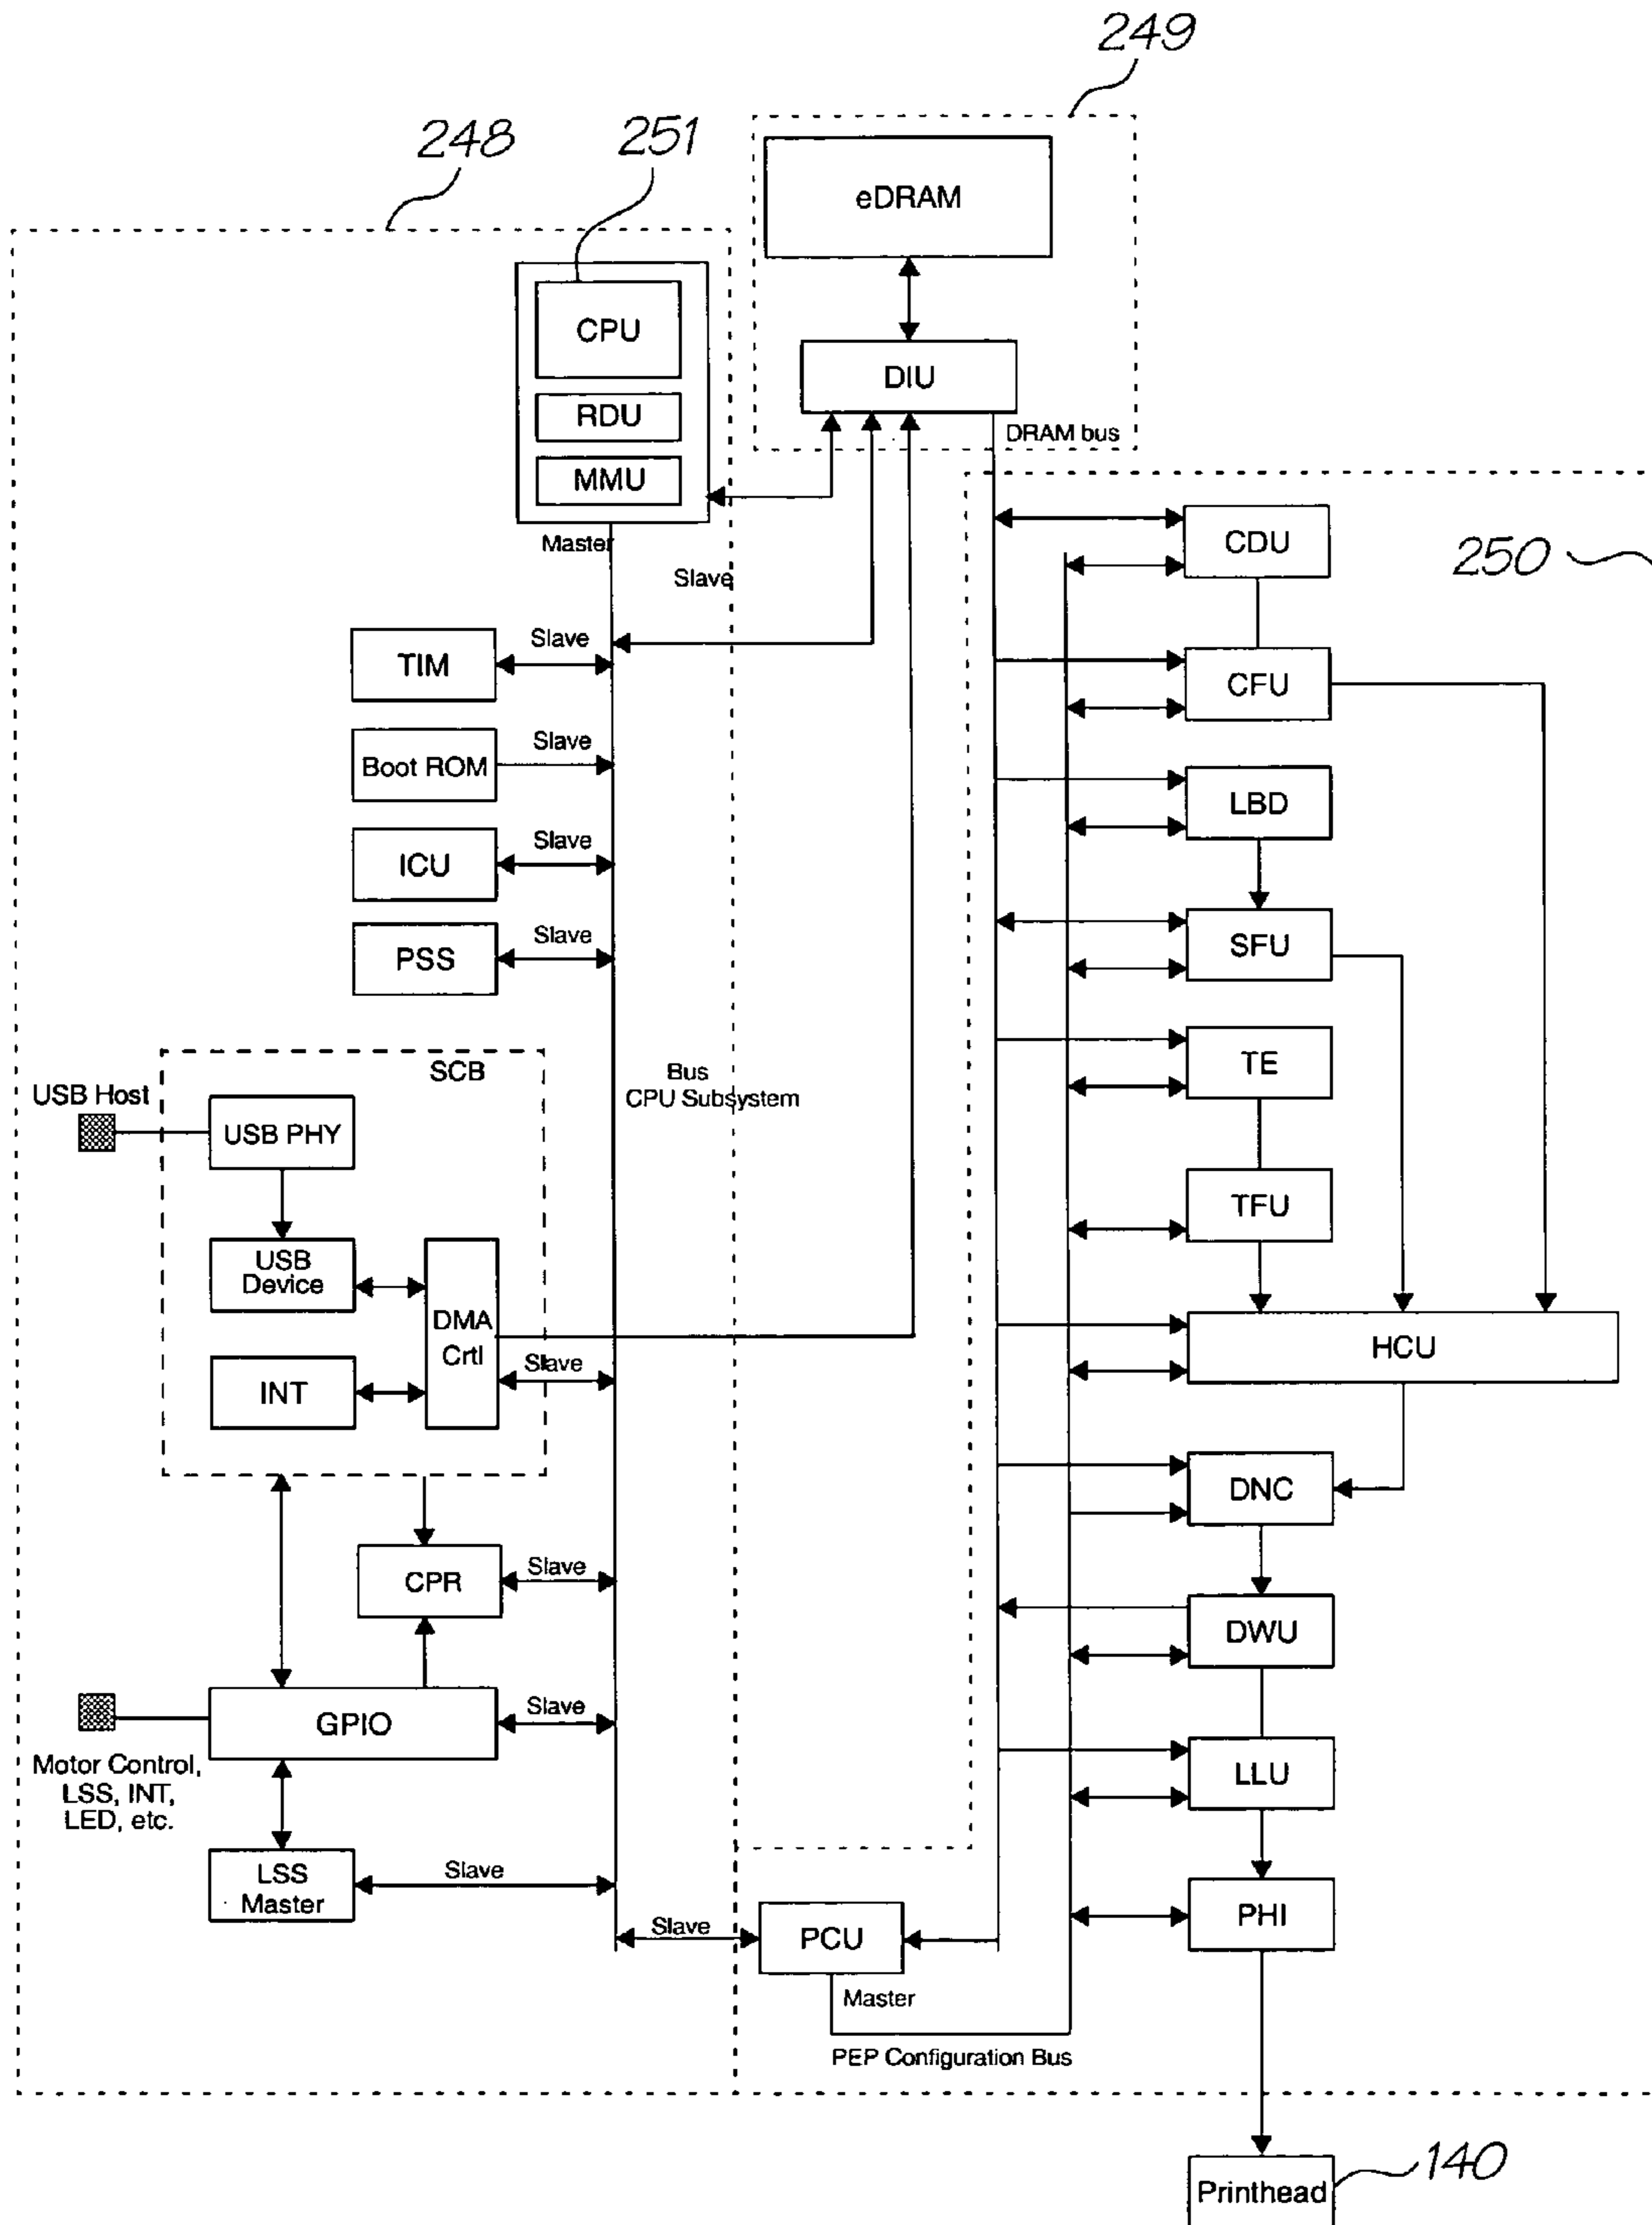 249
248
251
eDRAM
CPU
DIU
RDU
DRAM bus
MMU
CDU
250
Master
Slave
TIM
Slave
CFU
Boot ROM
Slave
LBD
ICU
Slave
PSS
Slave
SFU
SCB
TE
USB Host
USB PHY
Bus
CPU Subsystem
TFU
USB
Device
DMA
Crtl
INT
Slave
HCU
DNC
CPR
Slave
DWU
GPIO
Slave
Motor Control,
LSS, INT,
LED, etc.
LLU
LSS
Master
Slave
Slave
PCU
PHI
Master
PEP Configuration Bus
Printhead
140